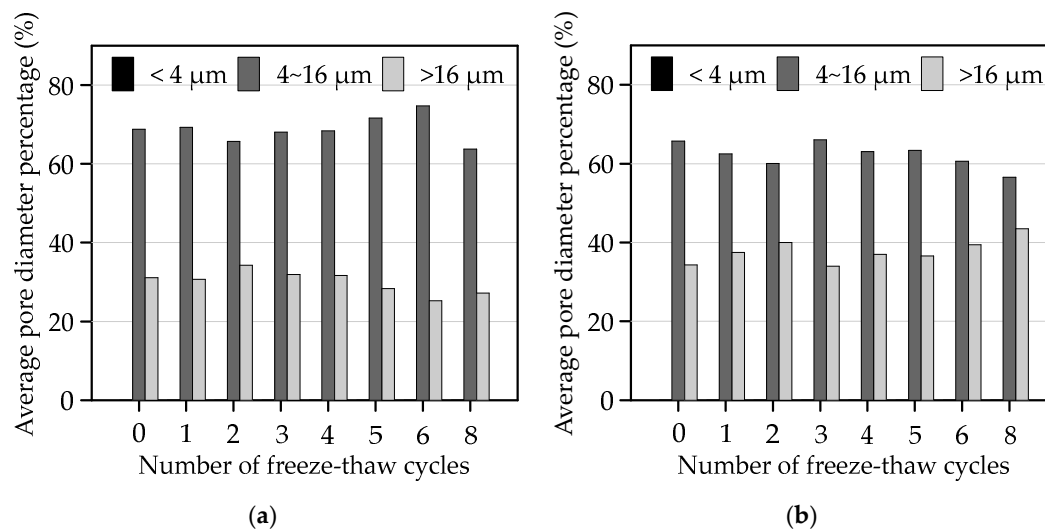 Average pore diameter percentage (%)
< 4 μm 4~16 μm >16 μm
80
60
40
20
0
0 1 2 3 4 5 6 8
Number of freeze-thaw cycles
(a)
Average pore diameter percentage (%)
< 4 μm 4~16 μm >16 μm
80
60
40
20
0
0 1 2 3 4 5 6 8
Number of freeze-thaw cycles
(b)